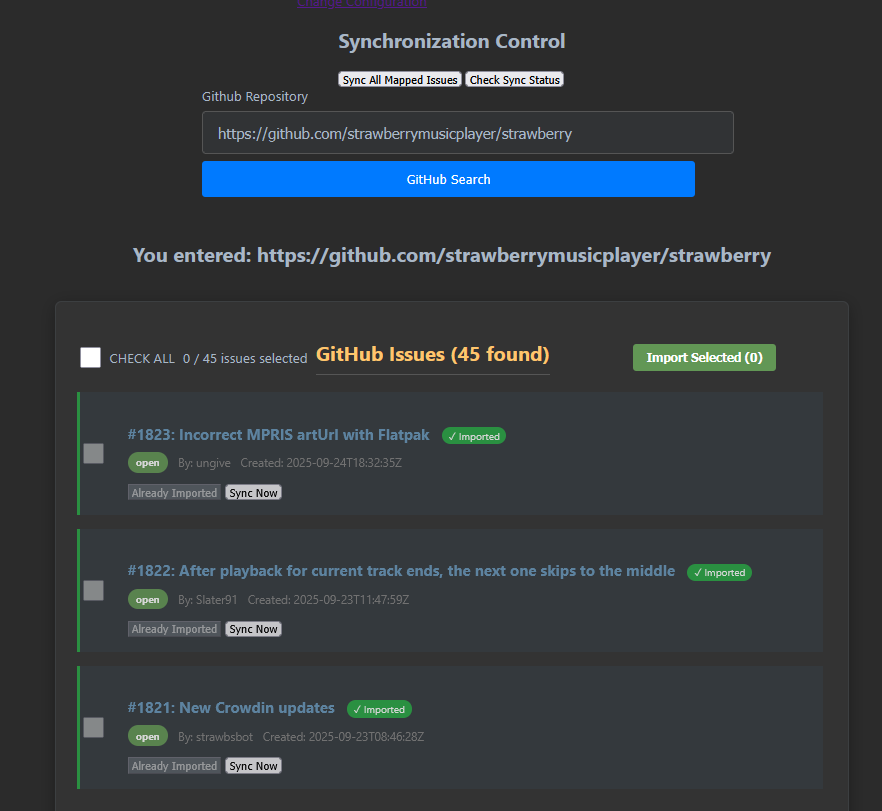 Change Configuration
Synchronization Control
Sync All Mapped Issues Check Sync Status
Github Repository
https://github.com/strawberrymusicplayer/strawberry
GitHub Search
You entered: https://github.com/strawberrymusicplayer/strawberry
CHECK ALL 0 / 45 issues selected GitHub Issues (45 found) Import Selected (0)
#1823: Incorrect MPRIS artUrl with Flatpak ✓ Imported
open By: ungive Created: 2025-09-24T18:32:35Z
Already Imported Sync Now
#1822: After playback for current track ends, the next one skips to the middle ✓ Imported
open By: Slater91 Created: 2025-09-23T11:47:59Z
Already Imported Sync Now
#1821: New Crowdin updates ✓ Imported
open By: strawbsbot Created: 2025-09-23T08:46:28Z
Already Imported Sync Now